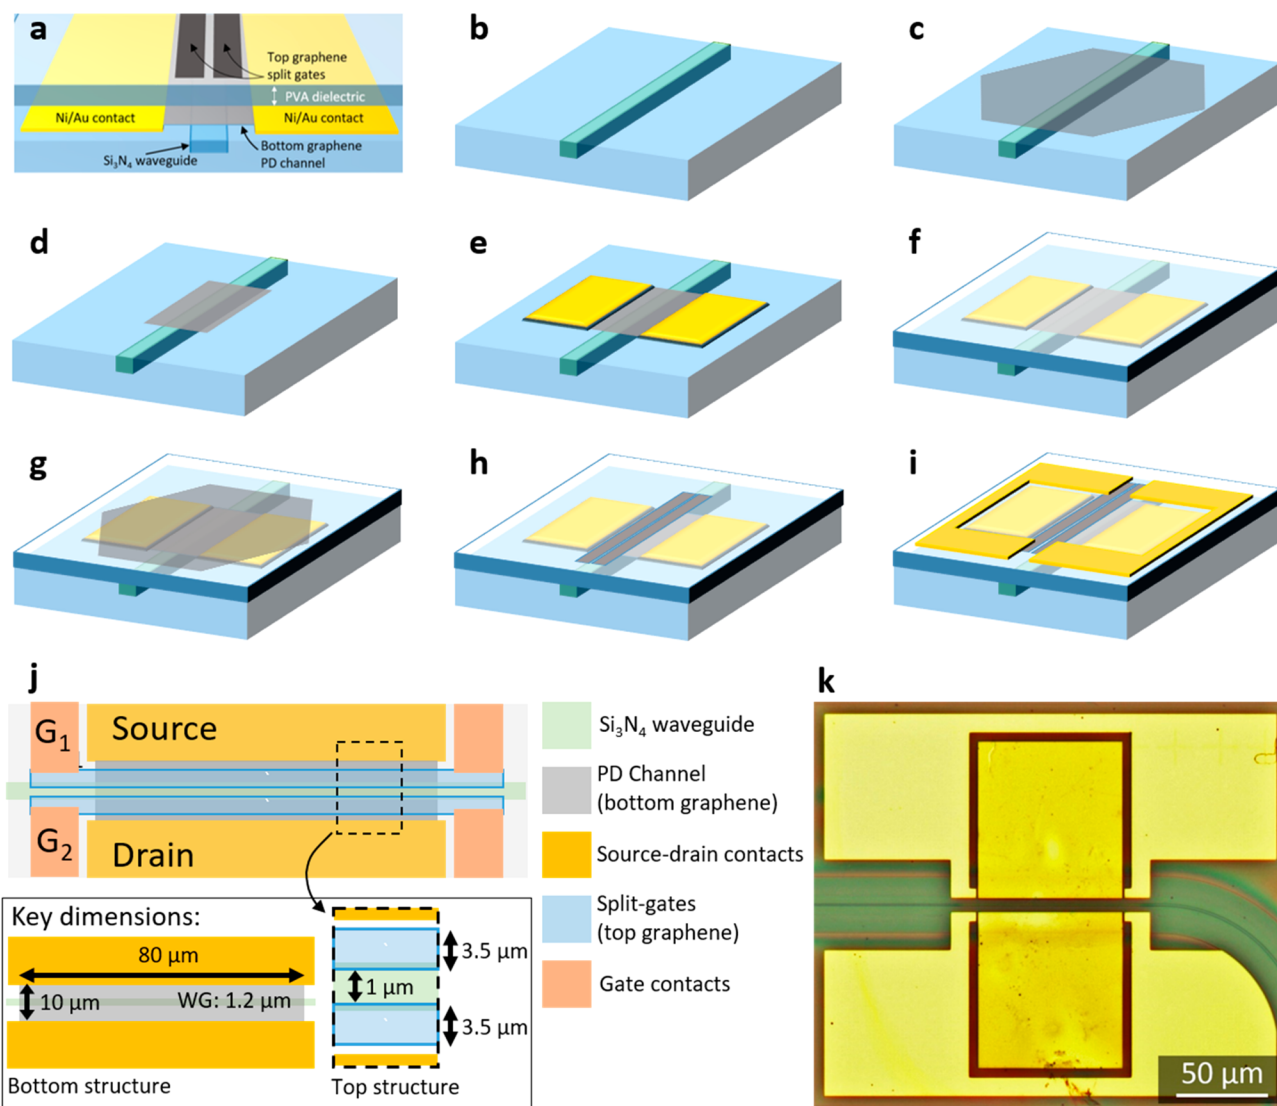 a
Top graphene
split gates
PVA dielectric
Ni/Au contact
Ni/Au contact
Si₃N₄ waveguide
Bottom graphene
PD channel
b
c
d
e
f
g
h
i
j
G₁
Source
G₂
Drain
Si₃N₄ waveguide
PD Channel
(bottom graphene)
Source-drain contacts
Split-gates
(top graphene)
Gate contacts
Key dimensions:
80 µm
10 µm
WG: 1.2 µm
Bottom structure
3.5 µm
1 µm
3.5 µm
Top structure
k
50 µm